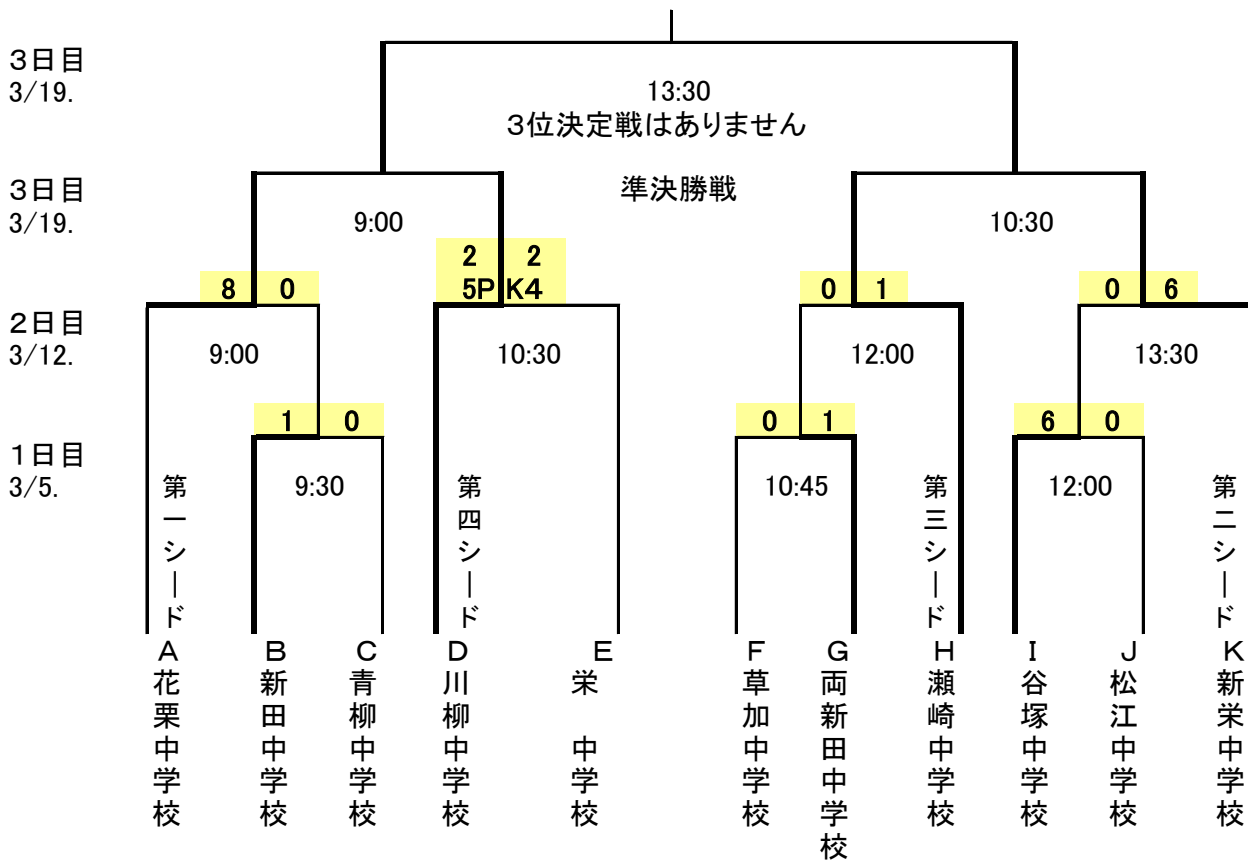 3日目
3/19.
13:30
3位決定戦はありません
3日目
3/19.
準決勝戦
9:00
10:30
2 2
5P K4
8 0
0 1
0 6
2日目
3/12.
9:00
10:30
12:00
13:30
1 0
0 1
6 0
1日目
3/5.
9:30
10:45
12:00
第一シード
第四シード
第三シード
第二シード
A 花栗中学校
B 新田中学校
C 青柳中学校
D 川柳中学校
E 栄 中学校
F 草加中学校
G 両新田中学校
H 瀬崎中学校
I 谷塚中学校
J 松江中学校
K 新栄中学校